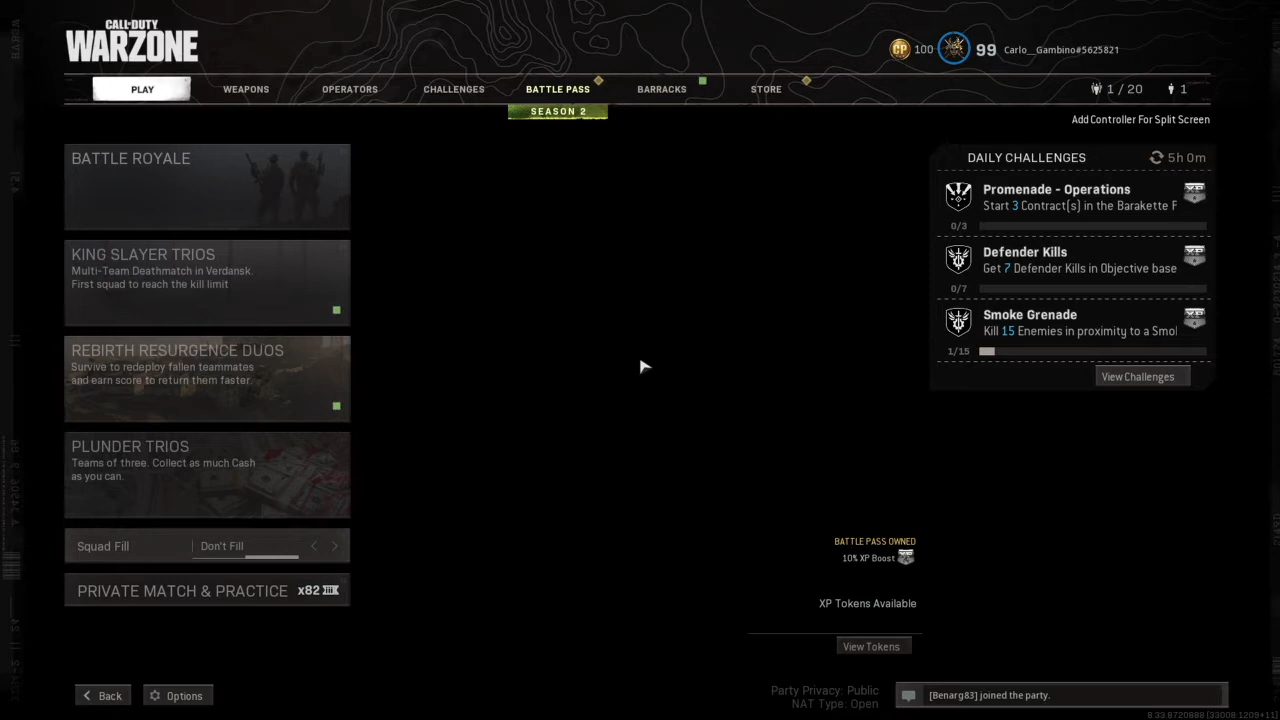 CALL OF DUTY
WARZONE
CP 100 99 Carlo__Gambino#5625821
PLAY WEAPONS OPERATORS CHALLENGES BATTLE PASS BARRACKS STORE 1 / 20 1
SEASON 2
Add Controller For Split Screen
BATTLE ROYALE
KING SLAYER TRIOS
Multi-Team Deathmatch in Verdansk.
First squad to reach the kill limit
REBIRTH RESURGENCE DUOS
Survive to redeploy fallen teammates
and earn score to return them faster.
PLUNDER TRIOS
Teams of three. Collect as much Cash
as you can.
Squad Fill Don't Fill
PRIVATE MATCH & PRACTICE x82
DAILY CHALLENGES 5h 0m
Promenade - Operations XP
Start 3 Contract(s) in the Barakette F
0/3
Defender Kills XP
Get 7 Defender Kills in Objective base
0/7
Smoke Grenade XP
Kill 15 Enemies in proximity to a Smo
1/15
View Challenges
BATTLE PASS OWNED
10% XP Boost XP
XP Tokens Available
View Tokens
Back Options
Party Privacy: Public
NAT Type: Open
[Benarg83] joined the party.